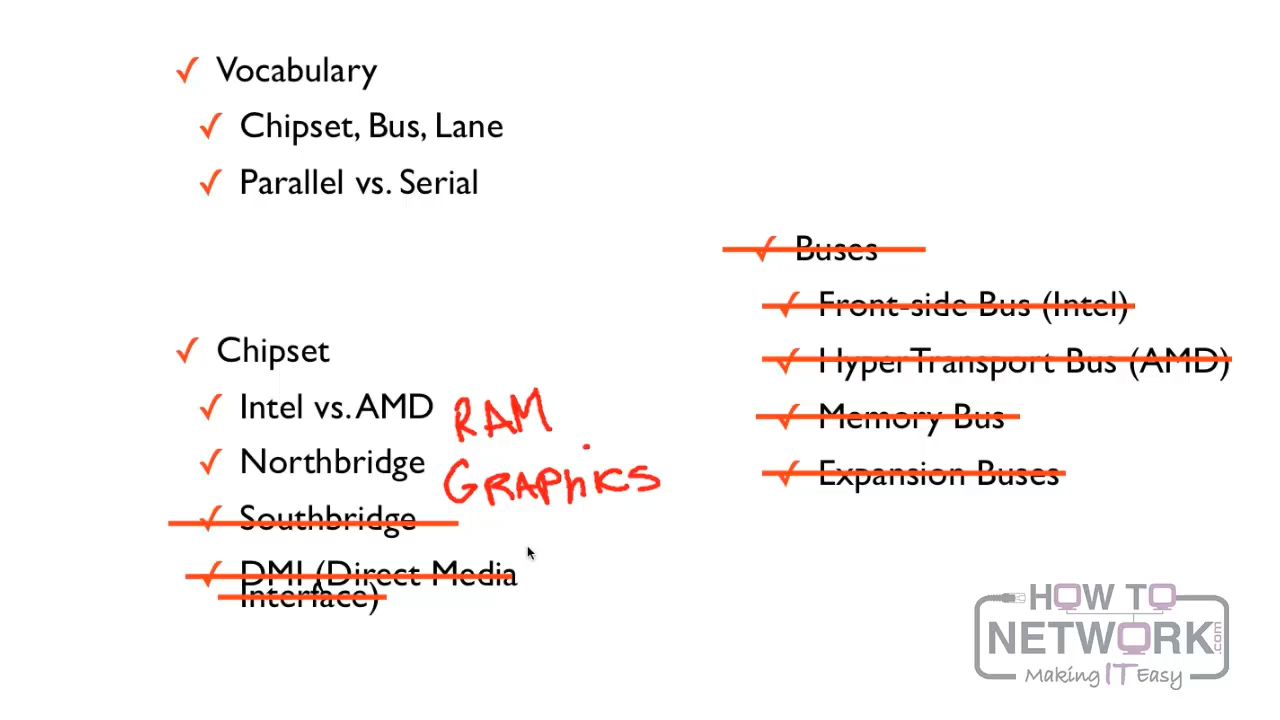 ✓ Vocabulary
✓ Chipset, Bus, Lane
✓ Parallel vs. Serial
✓ Chipset
✓ Intel vs. AMD
RAM
✓ Northbridge
GRAPhiCS
✓ Southbridge
✓ DMI (Direct Media
Interface)
✓ Buses
✓ Front-side Bus (Intel)
✓ HyperTransport Bus (AMD)
✓ Memory Bus
✓ Expansion Buses
HOW TO
NETWORK.com
Making IT Easy